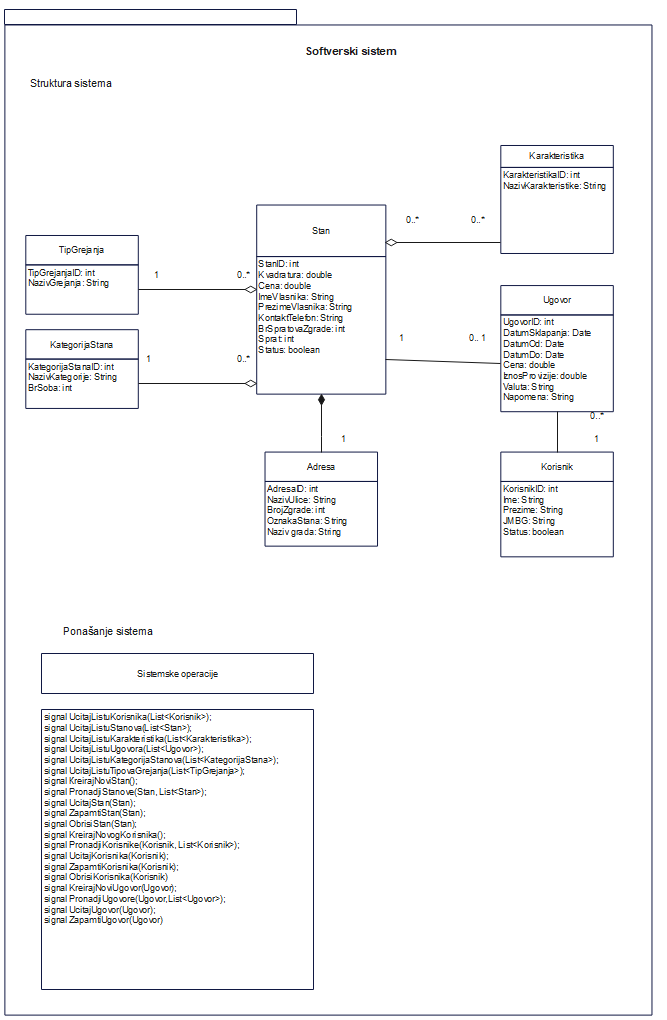 Softverski sistem
Struktura sistema
Karakteristika
KarakteristikaID: int
NazivKarakteristike: String
0..*
0..*
Stan
StanID: int
Kvadratura: double
Cena: double
ImeVlasnika: String
PrezimeVlasnika: String
KontaktTelefon: String
BrSpratovaZgrade: int
Sprat: int
Status: boolean
TipGrejanja
TipGrejanjaID: int
NazivGrejanja: String
1
0..*
KategorijaStana
KategorijaStanaID: int
NazivKategorije: String
BrSoba: int
1
0..*
Ugovor
UgovorID: int
DatumSklapanja: Date
DatumOd: Date
DatumDo: Date
Cena: double
IznosProvizije: double
Valuta: String
Napomena: String
1
0.. 1
0..*
1
Adresa
AdresaID: int
NazivUlice: String
BrojZgrade: int
OznakaStana: String
Naziv grada: String
1
Korisnik
KorisnikID: int
Ime: String
Prezime: String
JMBG: String
Status: boolean
Ponašanje sistema
Sistemske operacije
signal UcitajListuKorisnika(List<Korisnik>);
signal UcitajListuStanova(List<Stan>);
signal UcitajListuKarakteristika(List<Karakteristika>);
signal UcitajListuUgovora(List<Ugovor>);
signal UcitajListuKategorijaStanova(List<KategorijaStana>);
signal UcitajListuTipovaGrejanja(List<TipGrejanja>);
signal KreirajNoviStan();
signal PronadjiStanove(Stan, List<Stan>);
signal UcitajStan(Stan);
signal ZapamtiStan(Stan);
signal ObrisiStan(Stan);
signal KreirajNovogKorisnika();
signal PronadjiKorisnike(Korisnik, List<Korisnik>);
signal UcitajKorisnika(Korisnik);
signal ZapamtiKorisnika(Korisnik);
signal ObrisiKorisnika(Korisnik)
signal KreirajNoviUgovor(Ugovor);
signal PronadjiUgovore(Ugovor,List<Ugovor>);
signal UcitajUgovor(Ugovor);
signal ZapamtiUgovor(Ugovor)